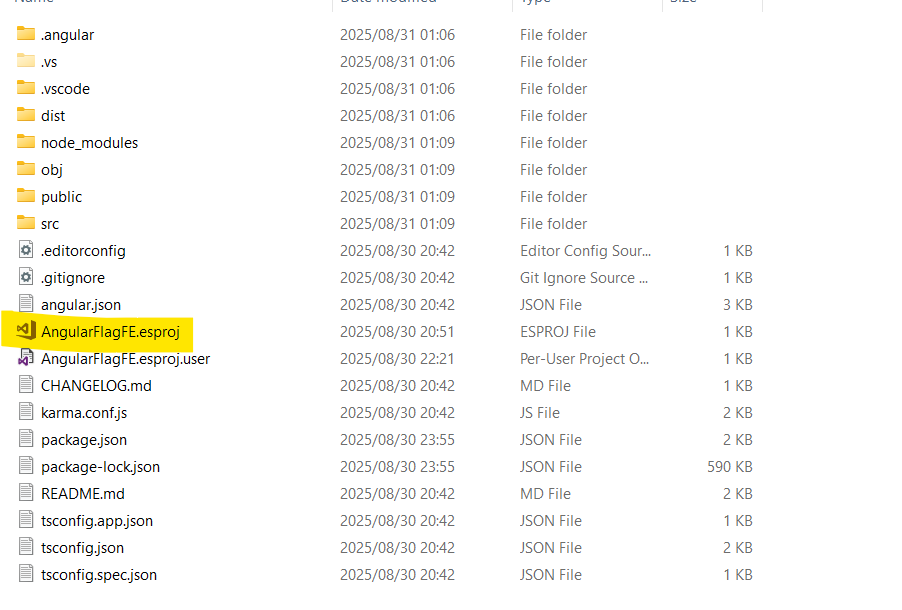 Name Date modified Type Size
.angular 2025/08/31 01:06 File folder
.vs 2025/08/31 01:06 File folder
.vscode 2025/08/31 01:06 File folder
dist 2025/08/31 01:06 File folder
node_modules 2025/08/31 01:09 File folder
obj 2025/08/31 01:09 File folder
public 2025/08/31 01:09 File folder
src 2025/08/31 01:09 File folder
.editorconfig 2025/08/30 20:42 Editor Config Sour... 1 KB
.gitignore 2025/08/30 20:42 Git Ignore Source ... 1 KB
angular.json 2025/08/30 20:42 JSON File 3 KB
AngularFlagFE.esproj 2025/08/30 20:51 ESPROJ File 1 KB
AngularFlagFE.esproj.user 2025/08/30 22:21 Per-User Project O... 1 KB
CHANGELOG.md 2025/08/30 20:42 MD File 1 KB
karma.conf.js 2025/08/30 20:42 JS File 2 KB
package.json 2025/08/30 23:55 JSON File 2 KB
package-lock.json 2025/08/30 23:55 JSON File 590 KB
README.md 2025/08/30 20:42 MD File 2 KB
tsconfig.app.json 2025/08/30 20:42 JSON File 1 KB
tsconfig.json 2025/08/30 20:42 JSON File 2 KB
tsconfig.spec.json 2025/08/30 20:42 JSON File 1 KB